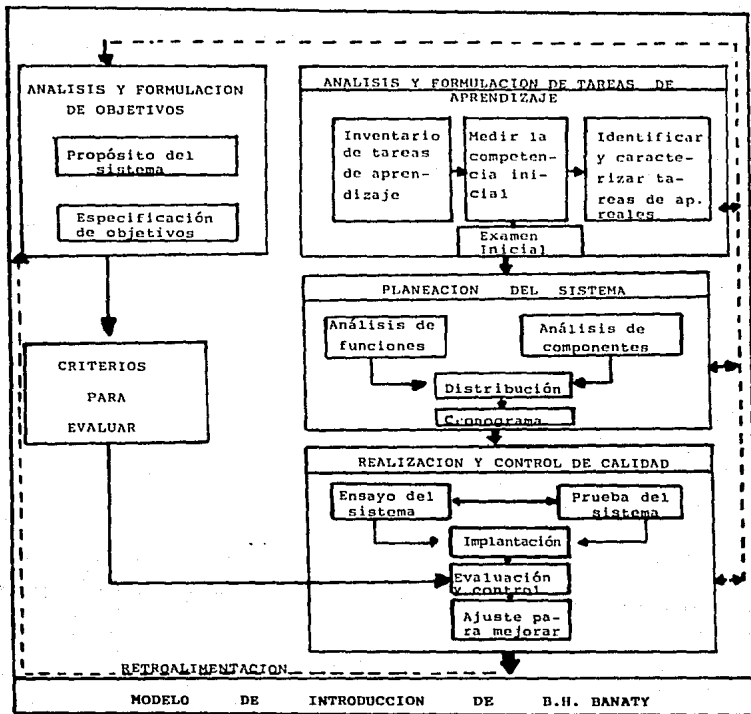 ANALISIS Y FORMULACION
DE OBJETIVOS
Propósito del
sistema
Especificación
de objetivos
CRITERIOS
PARA
EVALUAR
ANALISIS Y FORMULACION DE TAREAS DE
APRENDIZAJE
Inventario
de tareas
de apren-
dizaje
Medir la
competen-
cia ini-
cial
Identificar
y caracte-
rizar ta-
reas de ap.
reales
Examen
Inicial
PLANEACION DEL SISTEMA
Análisis de
funciones
Análisis de
componentes
Distribución
Cronograma
REALIZACION Y CONTROL DE CALIDAD
Ensayo del
sistema
Prueba del
sistema
Implantación
Evaluación
y control
Ajuste pa-
ra mejorar
RETROALIMENTACION
MODELO DE INTRODUCCION DE B.H. BANATY